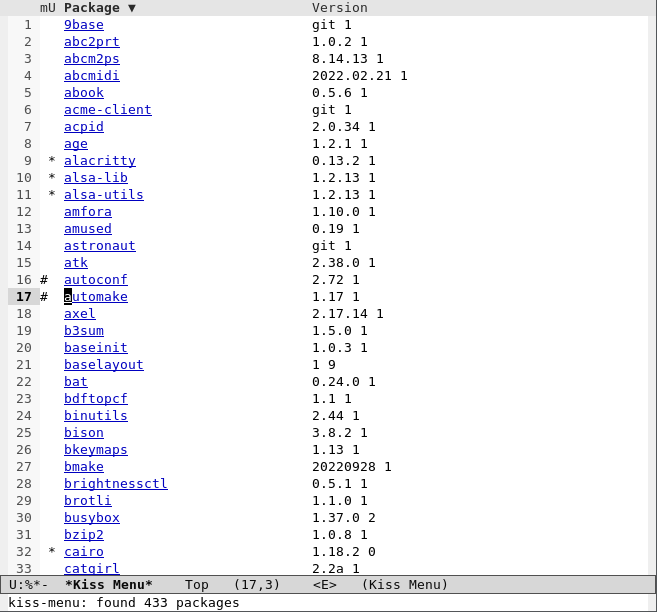 mU Package ▼ Version
1 9base git 1
2 abc2prt 1.0.2 1
3 abcm2ps 8.14.13 1
4 abcmidi 2022.02.21 1
5 abook 0.5.6 1
6 acme-client git 1
7 acpid 2.0.34 1
8 age 1.2.1 1
9 * alacritty 0.13.2 1
10 * alsa-lib 1.2.13 1
11 * alsa-utils 1.2.13 1
12 amfora 1.10.0 1
13 amused 0.19 1
14 astronaut git 1
15 atk 2.38.0 1
16 # autoconf 2.72 1
17 # automake 1.17 1
18 axel 2.17.14 1
19 b3sum 1.5.0 1
20 baseinit 1.0.3 1
21 baselayout 1 9
22 bat 0.24.0 1
23 bdftopcf 1.1 1
24 binutils 2.44 1
25 bison 3.8.2 1
26 bkeymaps 1.13 1
27 bmake 20220928 1
28 brightnessctl 0.5.1 1
29 brotli 1.1.0 1
30 busybox 1.37.0 2
31 bzip2 1.0.8 1
32 * cairo 1.18.2 0
33 catgirl 2.2a 1
U:%*- *Kiss Menu* Top (17,3) <E> (Kiss Menu)
kiss-menu: found 433 packages